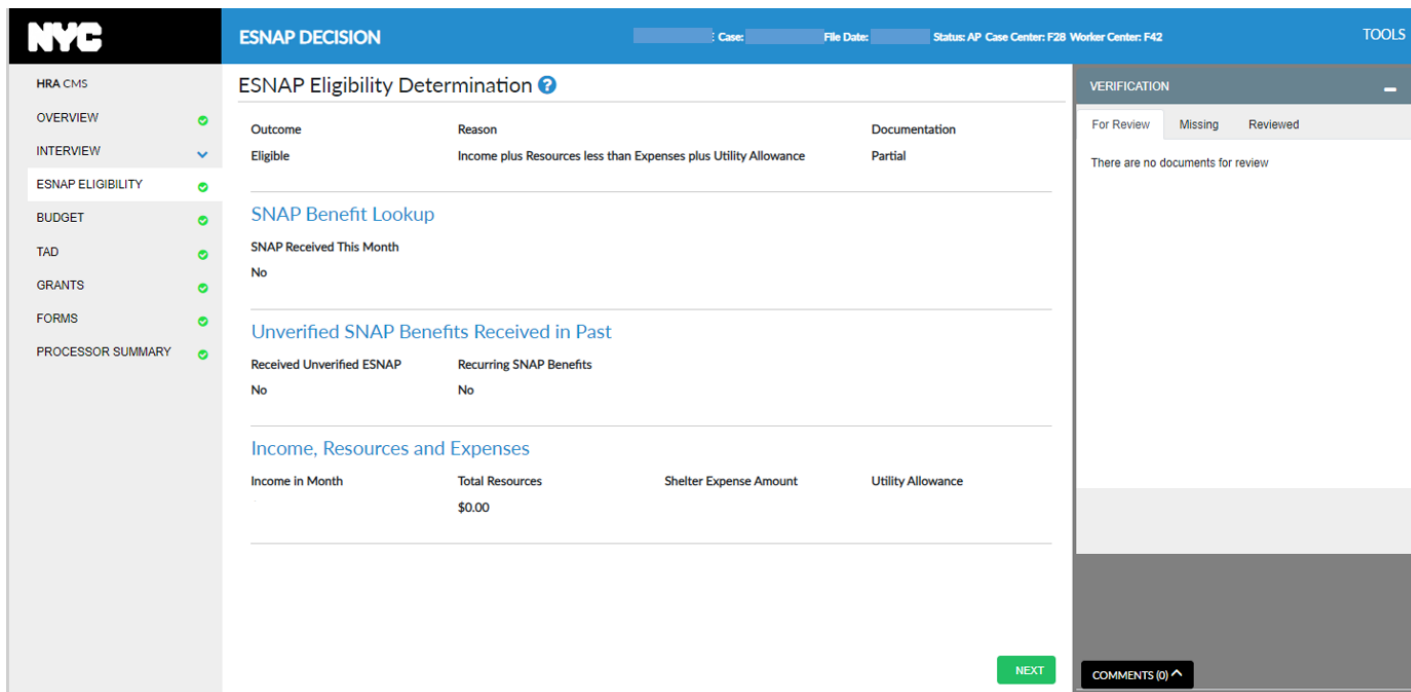 NYC
ESNAP DECISION
Case: File Date: Status: AP Case Center: F28 Worker Center: F42
TOOLS
HRA CMS
OVERVIEW
INTERVIEW
ESNAP ELIGIBILITY
BUDGET
TAD
GRANTS
FORMS
PROCESSOR SUMMARY
ESNAP Eligibility Determination ?
Outcome Reason Documentation
Eligible Income plus Resources less than Expenses plus Utility Allowance Partial
SNAP Benefit Lookup
SNAP Received This Month
No
Unverified SNAP Benefits Received in Past
Received Unverified ESNAP Recurring SNAP Benefits
No No
Income, Resources and Expenses
Income in Month Total Resources Shelter Expense Amount Utility Allowance
$0.00
NEXT
VERIFICATION
For Review Missing Reviewed
There are no documents for review
COMMENTS (0)